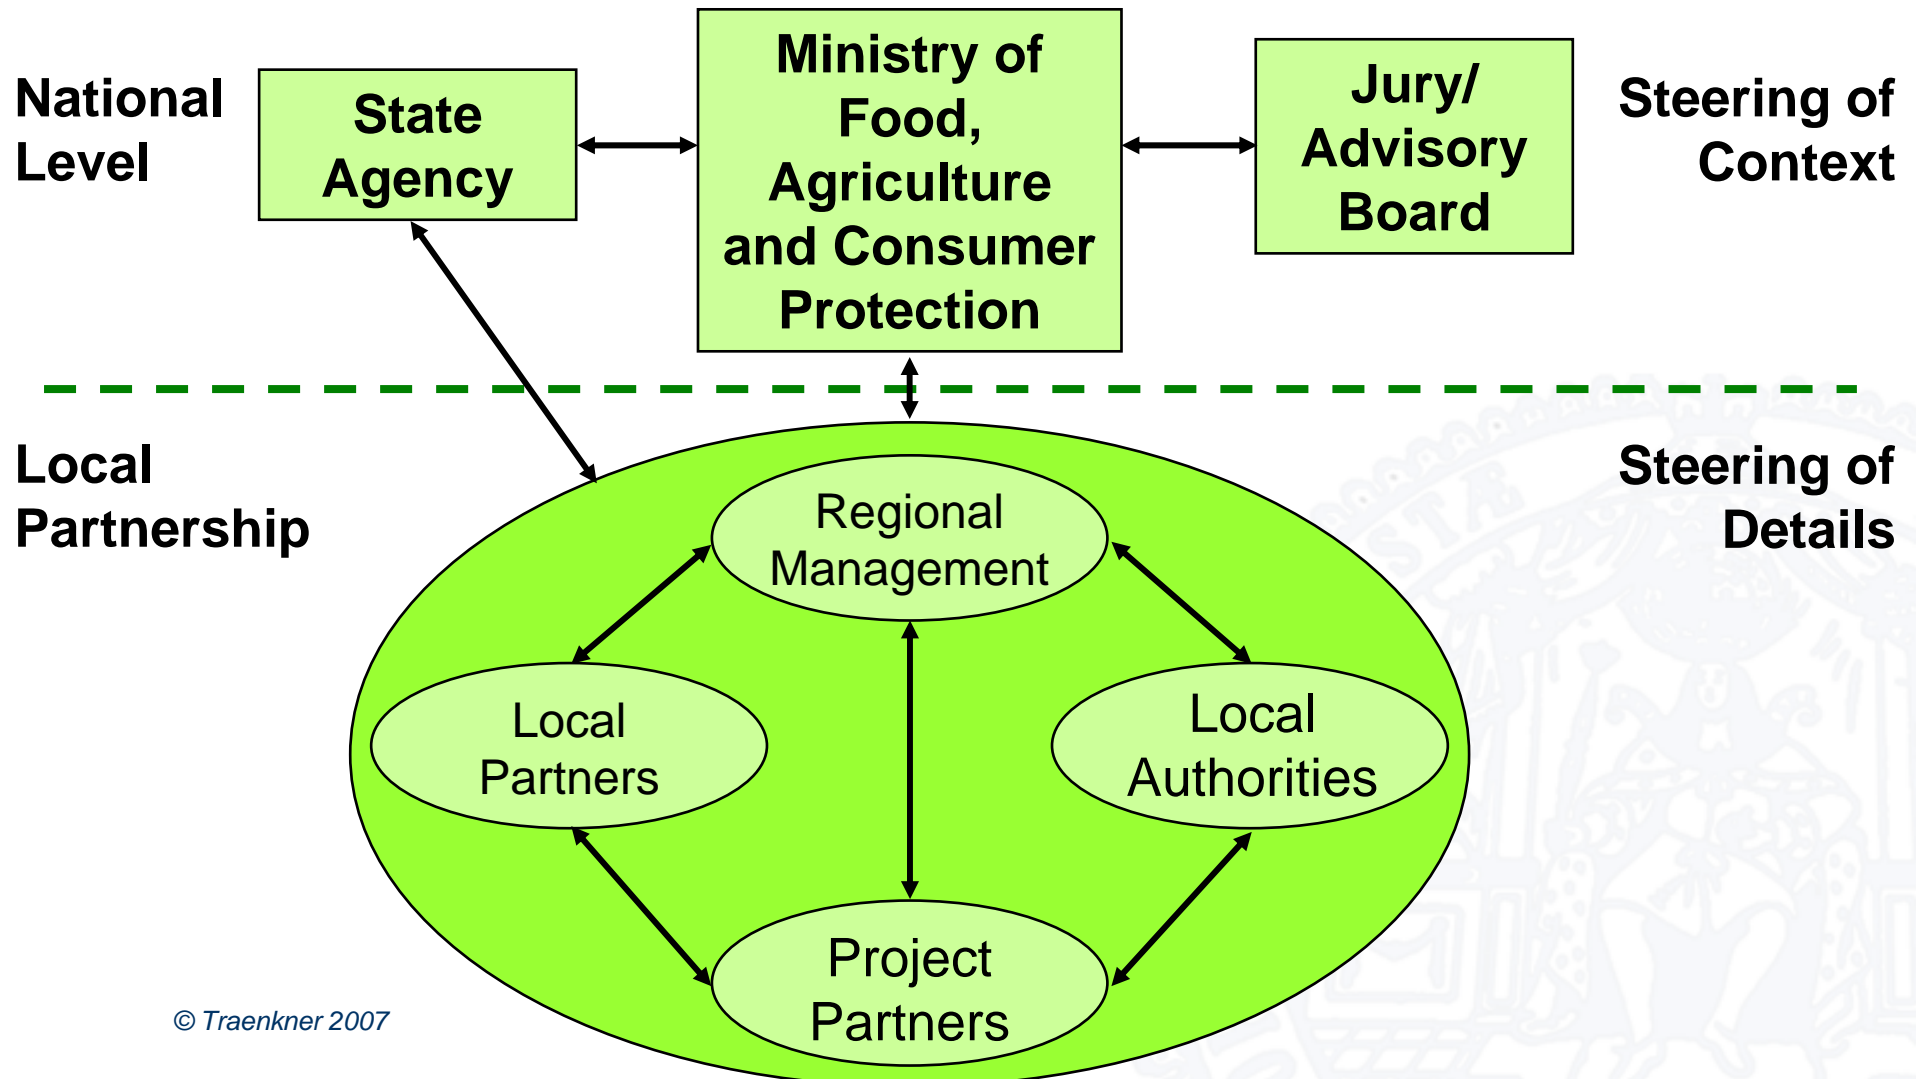 National
Level
State
Agency
Ministry of
Food,
Agriculture
and Consumer
Protection
Jury/
Advisory
Board
Steering of
Context
Local
Partnership
Steering of
Details
Regional
Management
Local
Partners
Local
Authorities
Project
Partners
© Traenkner 2007